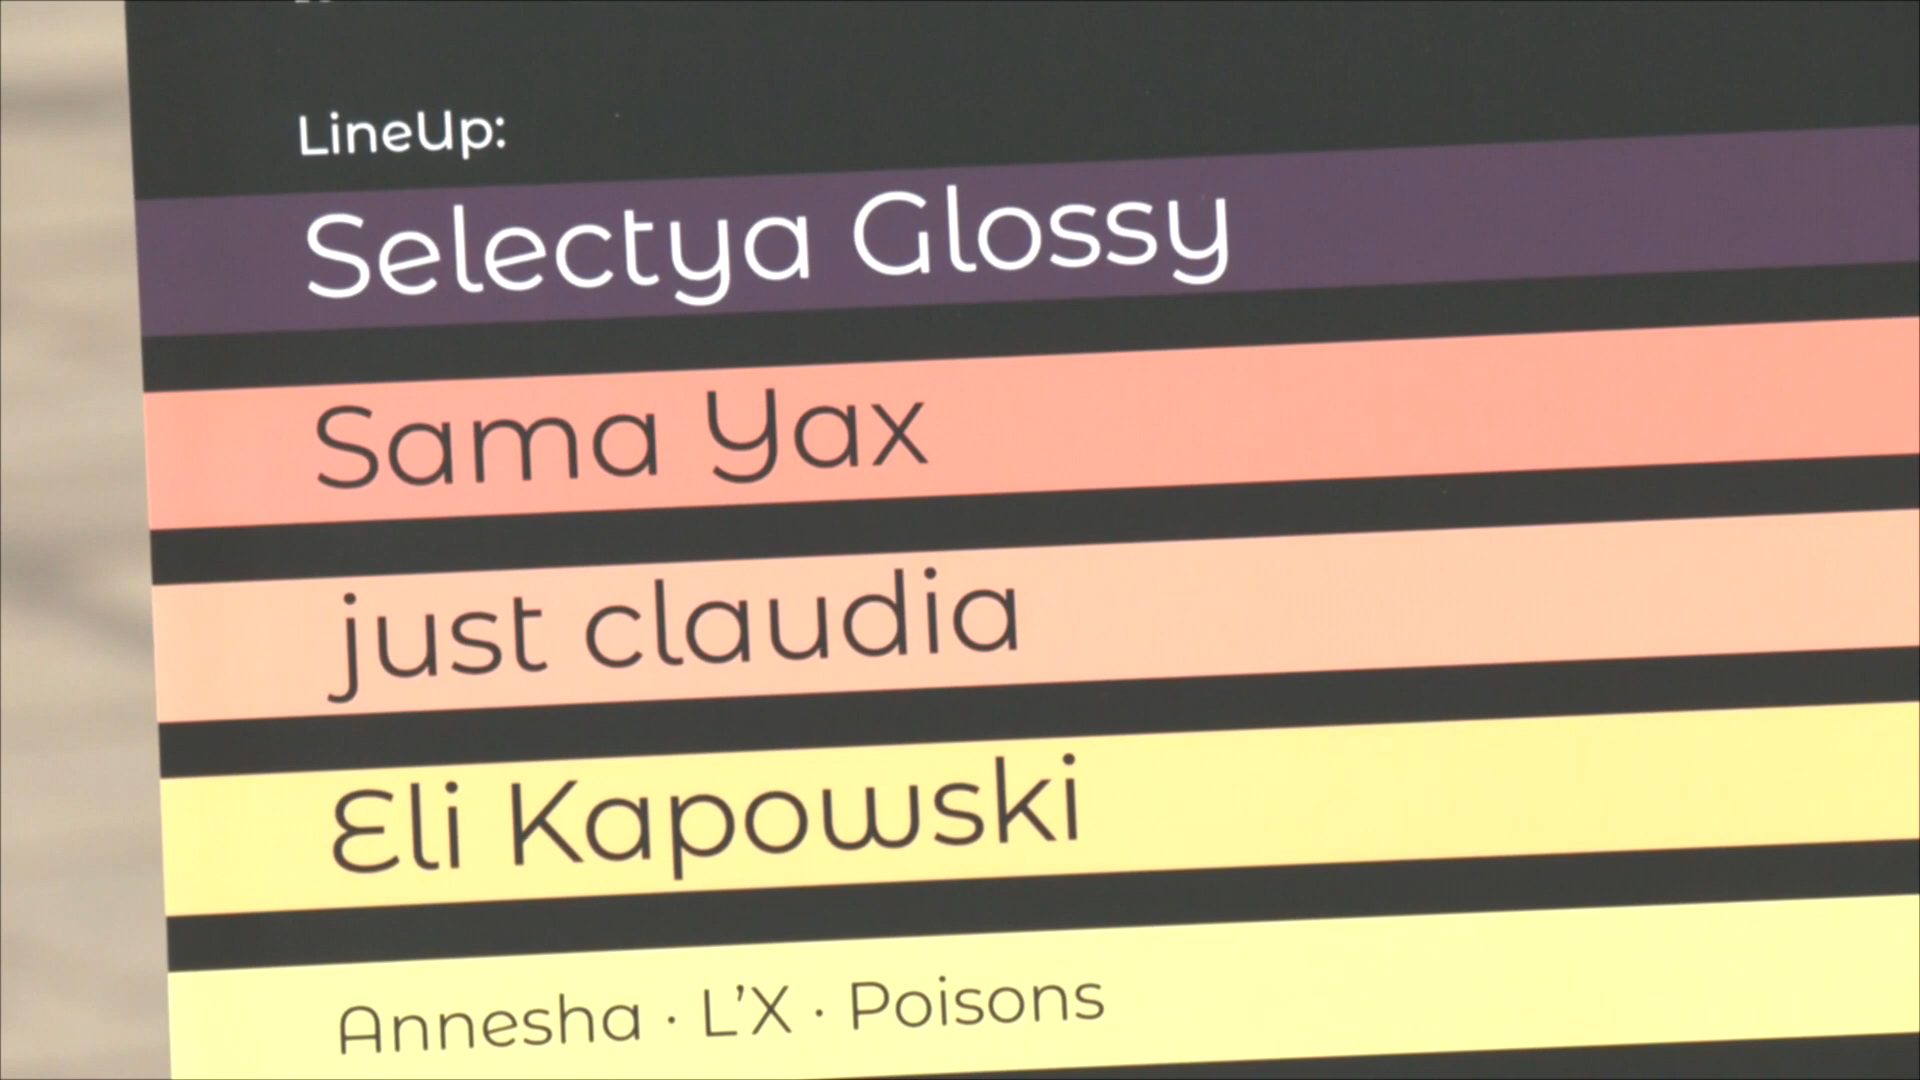 LineUp:
Selectya Glossy
Sama Yax
just claudia
Eli Kapowski
Annesha · L’X · Poisons